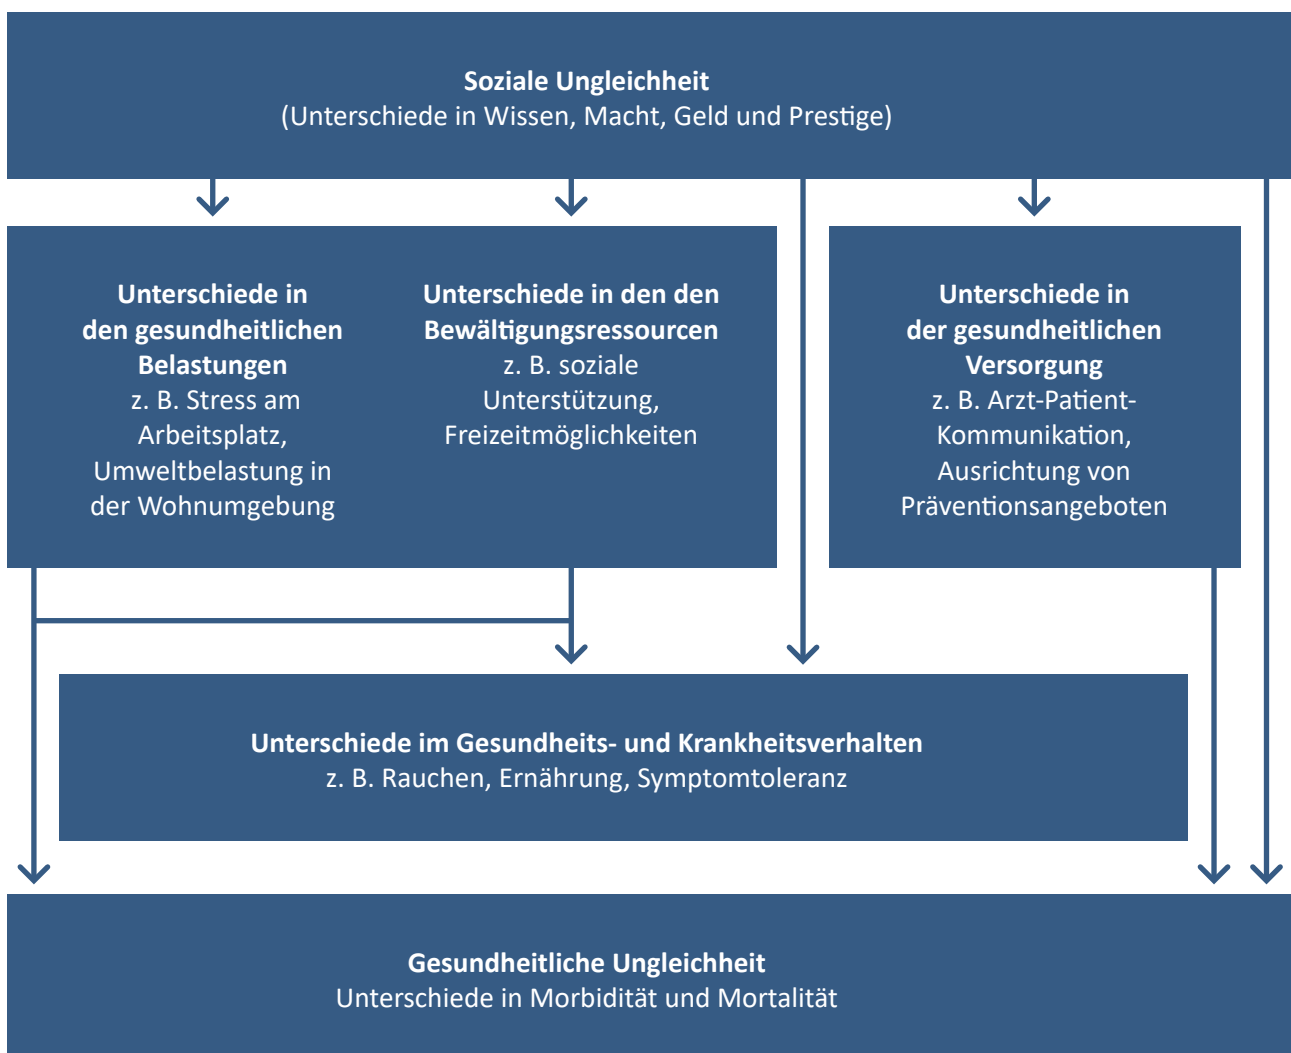 Soziale Ungleichheit
(Unterschiede in Wissen, Macht, Geld und Prestige)
Unterschiede in
den gesundheitlichen
Belastungen
z. B. Stress am
Arbeitsplatz,
Umweltbelastung in
der Wohnumgebung
Unterschiede in den den
Bewältigungsressourcen
z. B. soziale
Unterstützung,
Freizeitmöglichkeiten
Unterschiede in
der gesundheitlichen
Versorgung
z. B. Arzt-Patient-
Kommunikation,
Ausrichtung von
Präventionsangeboten
Unterschiede im Gesundheits- und Krankheitsverhalten
z. B. Rauchen, Ernährung, Symptomtoleranz
Gesundheitliche Ungleichheit
Unterschiede in Morbidität und Mortalität